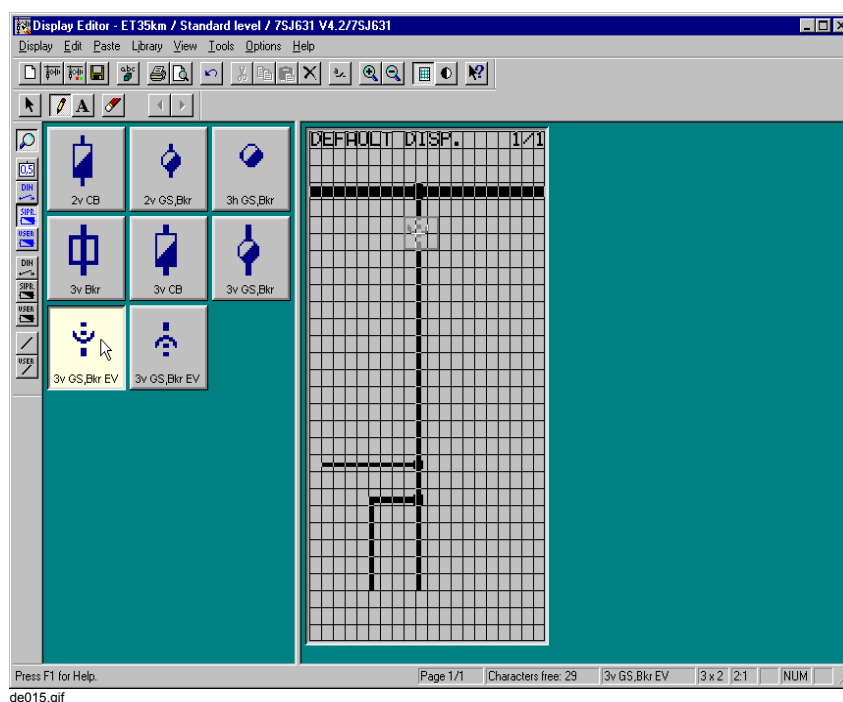 Display Editor - ET35km / Standard level / 7SJ631 V4.2/7SJ631
Display Edit Paste Library View Tools Options Help
abc
A
0,5
DIN
SIPR.
USER
DIN
SIPR.
USER
USER
2v CB
2v GS,Bkr
3h GS,Bkr
3v Bkr
3v CB
3v GS,Bkr
3v GS,Bkr EV
3v GS,Bkr EV
DEFAULT DISP. 1/1
Press F1 for Help.
Page 1/1
Characters free: 29
3v GS,Bkr EV
3 x 2
2:1
NUM
de015.gif